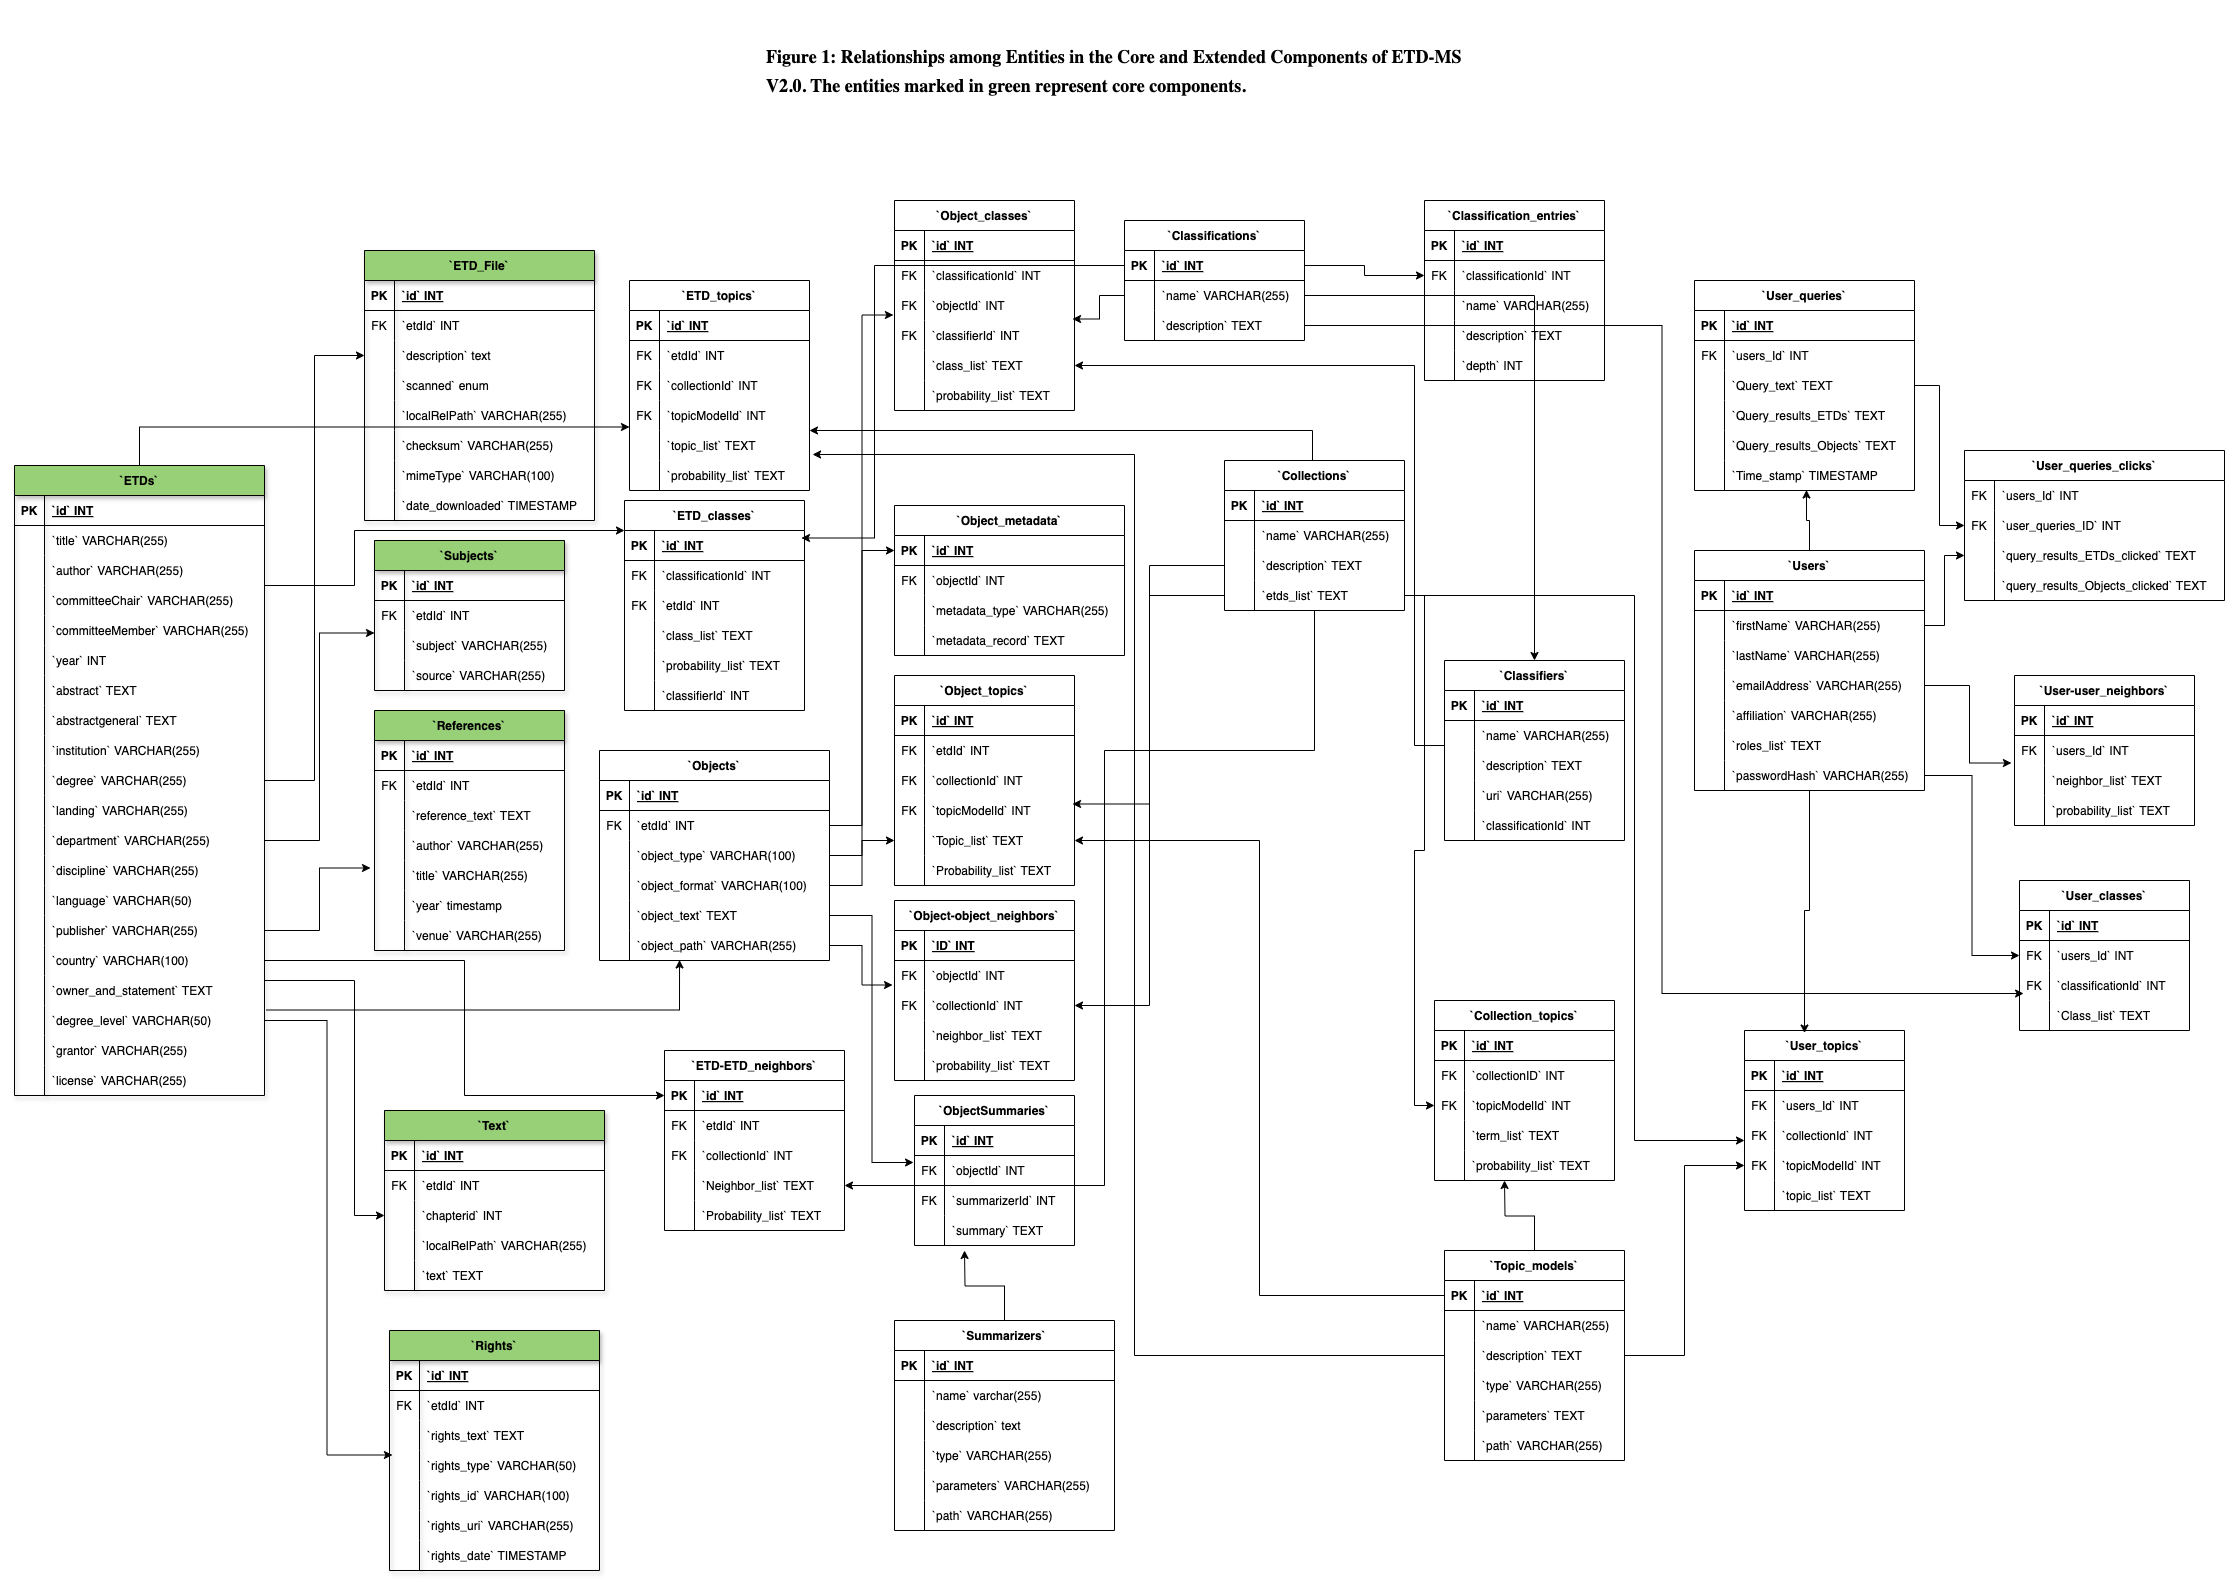 Figure 1: Relationships among Entities in the Core and Extended Components of ETD-MS
V2.0. The entities marked in green represent core components.
`ETDs`
PK `id` INT
`title` VARCHAR(255)
`author` VARCHAR(255)
`committeeChair` VARCHAR(255)
`committeeMember` VARCHAR(255)
`year` INT
`abstract` TEXT
`abstractgeneral` TEXT
`institution` VARCHAR(255)
`degree` VARCHAR(255)
`landing` VARCHAR(255)
`department` VARCHAR(255)
`discipline` VARCHAR(255)
`language` VARCHAR(50)
`publisher` VARCHAR(255)
`country` VARCHAR(100)
`owner_and_statement` TEXT
`degree_level` VARCHAR(50)
`grantor` VARCHAR(255)
`license` VARCHAR(255)
`ETD_File`
PK `id` INT
FK `etdId` INT
`description` text
`scanned` enum
`localRelPath` VARCHAR(255)
`checksum` VARCHAR(255)
`mimeType` VARCHAR(100)
`date_downloaded` TIMESTAMP
`Subjects`
PK `id` INT
FK `etdId` INT
`subject` VARCHAR(255)
`source` VARCHAR(255)
`References`
PK `id` INT
FK `etdId` INT
`reference_text` TEXT
`author` VARCHAR(255)
`title` VARCHAR(255)
`year` timestamp
`venue` VARCHAR(255)
`Text`
PK `id` INT
FK `etdId` INT
`chapterid` INT
`localRelPath` VARCHAR(255)
`text` TEXT
`Rights`
PK `id` INT
FK `etdId` INT
`rights_text` TEXT
`rights_type` VARCHAR(50)
`rights_id` VARCHAR(100)
`rights_uri` VARCHAR(255)
`rights_date` TIMESTAMP
`ETD_topics`
PK `id` INT
FK `etdId` INT
FK `collectionId` INT
FK `topicModelId` INT
`topic_list` TEXT
`probability_list` TEXT
`ETD_classes`
PK `id` INT
FK `classificationId` INT
FK `etdId` INT
`class_list` TEXT
`probability_list` TEXT
`classifierId` INT
`Objects`
PK `id` INT
FK `etdId` INT
`object_type` VARCHAR(100)
`object_format` VARCHAR(100)
`object_text` TEXT
`object_path` VARCHAR(255)
`ETD-ETD_neighbors`
PK `id` INT
FK `etdId` INT
FK `collectionId` INT
`Neighbor_list` TEXT
`Probability_list` TEXT
`Object_classes`
PK `id` INT
FK `classificationId` INT
FK `objectId` INT
FK `classifierId` INT
`class_list` TEXT
`probability_list` TEXT
`Object_metadata`
PK `id` INT
FK `objectId` INT
`metadata_type` VARCHAR(255)
`metadata_record` TEXT
`Object_topics`
PK `id` INT
FK `etdId` INT
FK `collectionId` INT
FK `topicModelId` INT
`Topic_list` TEXT
`Probability_list` TEXT
`Object-object_neighbors`
PK `ID` INT
FK `objectId` INT
FK `collectionId` INT
`neighbor_list` TEXT
`probability_list` TEXT
`ObjectSummaries`
PK `id` INT
FK `objectId` INT
FK `summarizerId` INT
`summary` TEXT
`Summarizers`
PK `id` INT
`name` varchar(255)
`description` text
`type` VARCHAR(255)
`parameters` VARCHAR(255)
`path` VARCHAR(255)
`Classifications`
PK `id` INT
`name` VARCHAR(255)
`description` TEXT
`Collections`
PK `id` INT
`name` VARCHAR(255)
`description` TEXT
`etds_list` TEXT
`Classification_entries`
PK `id` INT
FK `classificationId` INT
`name` VARCHAR(255)
`description` TEXT
`depth` INT
`Classifiers`
PK `id` INT
`name` VARCHAR(255)
`description` TEXT
`uri` VARCHAR(255)
`classificationId` INT
`Collection_topics`
PK `id` INT
FK `collectionID` INT
FK `topicModelId` INT
`term_list` TEXT
`probability_list` TEXT
`Topic_models`
PK `id` INT
`name` VARCHAR(255)
`description` TEXT
`type` VARCHAR(255)
`parameters` TEXT
`path` VARCHAR(255)
`User_queries`
PK `id` INT
FK `users_Id` INT
`Query_text` TEXT
`Query_results_ETDs` TEXT
`Query_results_Objects` TEXT
`Time_stamp` TIMESTAMP
`Users`
PK `id` INT
`firstName` VARCHAR(255)
`lastName` VARCHAR(255)
`emailAddress` VARCHAR(255)
`affiliation` VARCHAR(255)
`roles_list` TEXT
`passwordHash` VARCHAR(255)
`User_topics`
PK `id` INT
FK `users_Id` INT
FK `collectionId` INT
FK `topicModelId` INT
`topic_list` TEXT
`User_queries_clicks`
FK `users_Id` INT
FK `user_queries_ID` INT
`query_results_ETDs_clicked` TEXT
`query_results_Objects_clicked` TEXT
`User-user_neighbors`
PK `id` INT
FK `users_Id` INT
`neighbor_list` TEXT
`probability_list` TEXT
`User_classes`
PK `id` INT
FK `users_Id` INT
FK `classificationId` INT
`Class_list` TEXT